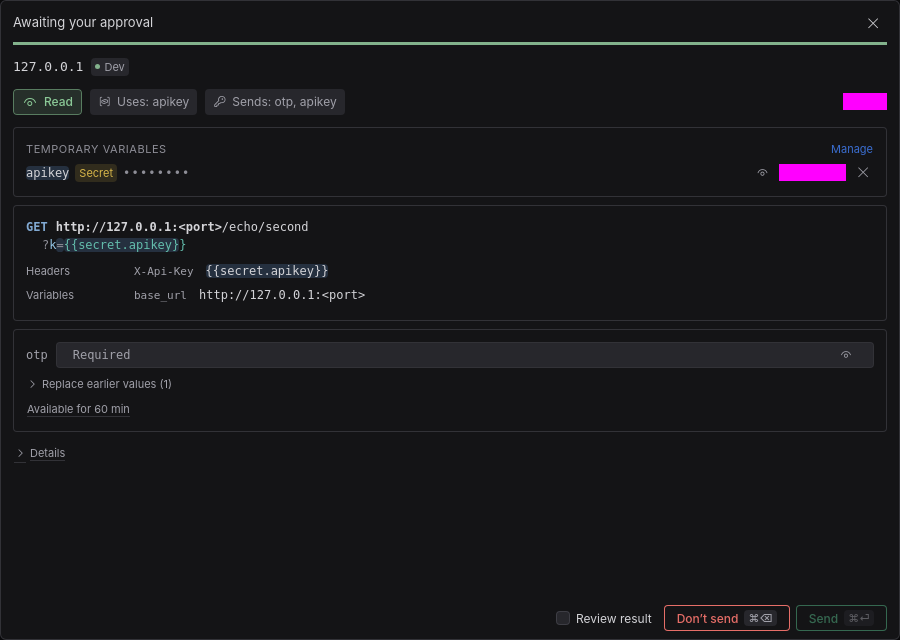 Awaiting your approval
127.0.0.1 Dev
Read Uses: apikey Sends: otp, apikey
TEMPORARY VARIABLES Manage
apikey Secret ••••••••
GET http://127.0.0.1:<port>/echo/second
?k={{secret.apikey}}
Headers X-Api-Key {{secret.apikey}}
Variables base_url http://127.0.0.1:<port>
otp Required
Replace earlier values (1)
Available for 60 min
Details
Review result Don't send ⌘⌫ Send ⌘⏎